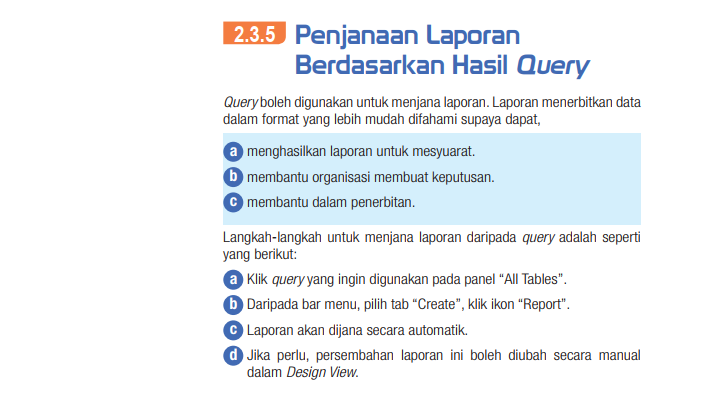 2.3.5 Penjanaan Laporan
Berdasarkan Hasil Query
Query boleh digunakan untuk menjana laporan. Laporan menerbitkan data
dalam format yang lebih mudah difahami supaya dapat,
a menghasilkan laporan untuk mesyuarat.
b membantu organisasi membuat keputusan.
c membantu dalam penerbitan.
Langkah-langkah untuk menjana laporan daripada query adalah seperti
yang berikut:
a Klik query yang ingin digunakan pada panel “All Tables”.
b Daripada bar menu, pilih tab “Create”, klik ikon “Report”.
c Laporan akan dijana secara automatik.
d Jika perlu, persembahan laporan ini boleh diubah secara manual
dalam Design View.